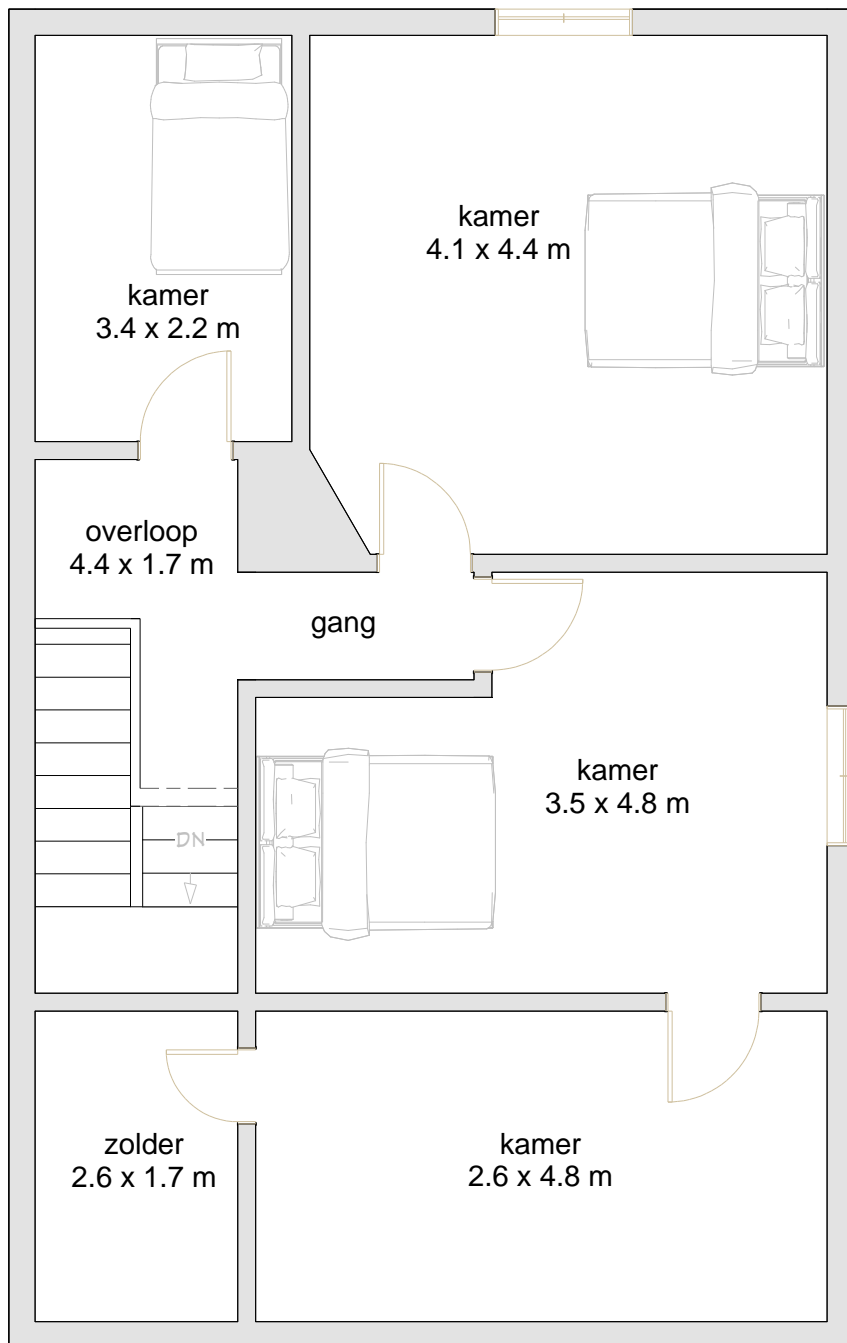 kamer
4.1 x 4.4 m
kamer
3.4 x 2.2 m
overloop
4.4 x 1.7 m
gang
kamer
3.5 x 4.8 m
DN
zolder
2.6 x 1.7 m
kamer
2.6 x 4.8 m